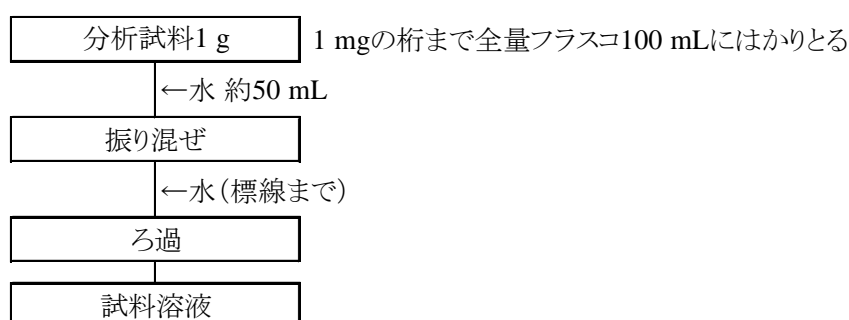 分析試料1 g 1 mgの桁まで全量フラスコ100 mLにはかりとる
←水 約50 mL
振り混ぜ
←水(標線まで)
ろ過
試料溶液